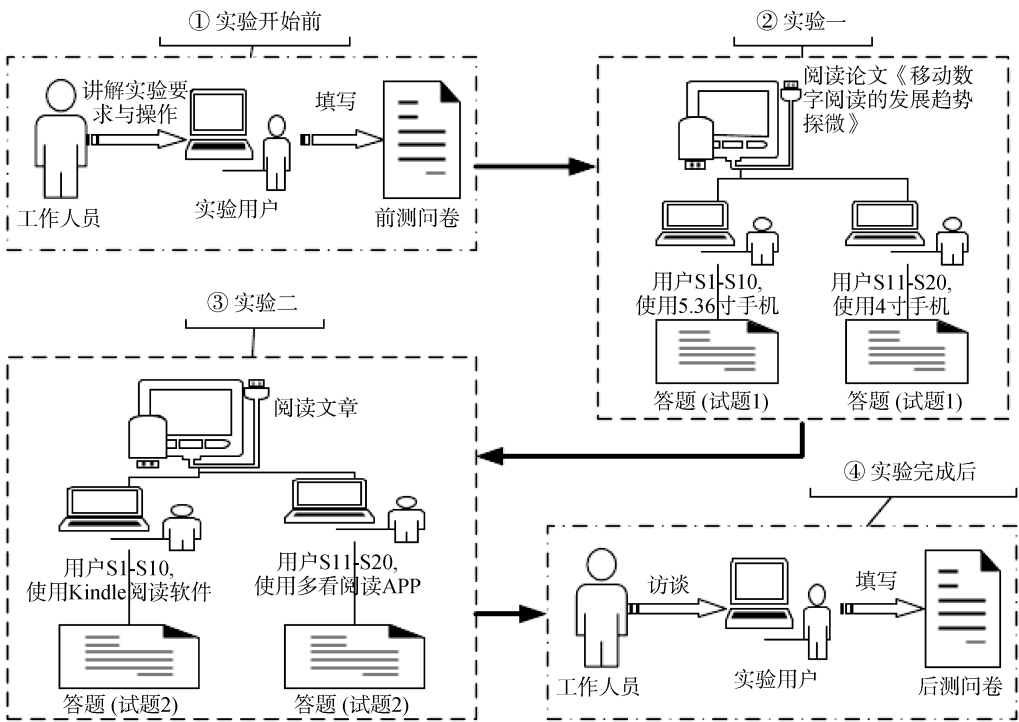 ① 实验开始前
讲解实验要
求与操作
填写
工作人员
实验用户
前测问卷
② 实验一
阅读论文《移动数
字阅读的发展趋势
探微》
用户S1-S10,
使用5.36寸手机
用户S11-S20,
使用4寸手机
答题 (试题1)
答题 (试题1)
③ 实验二
阅读文章
用户S1-S10,
使用Kindle阅读软件
用户S11-S20,
使用多看阅读APP
答题 (试题2)
答题 (试题2)
④ 实验完成后
访谈
填写
工作人员
实验用户
后测问卷